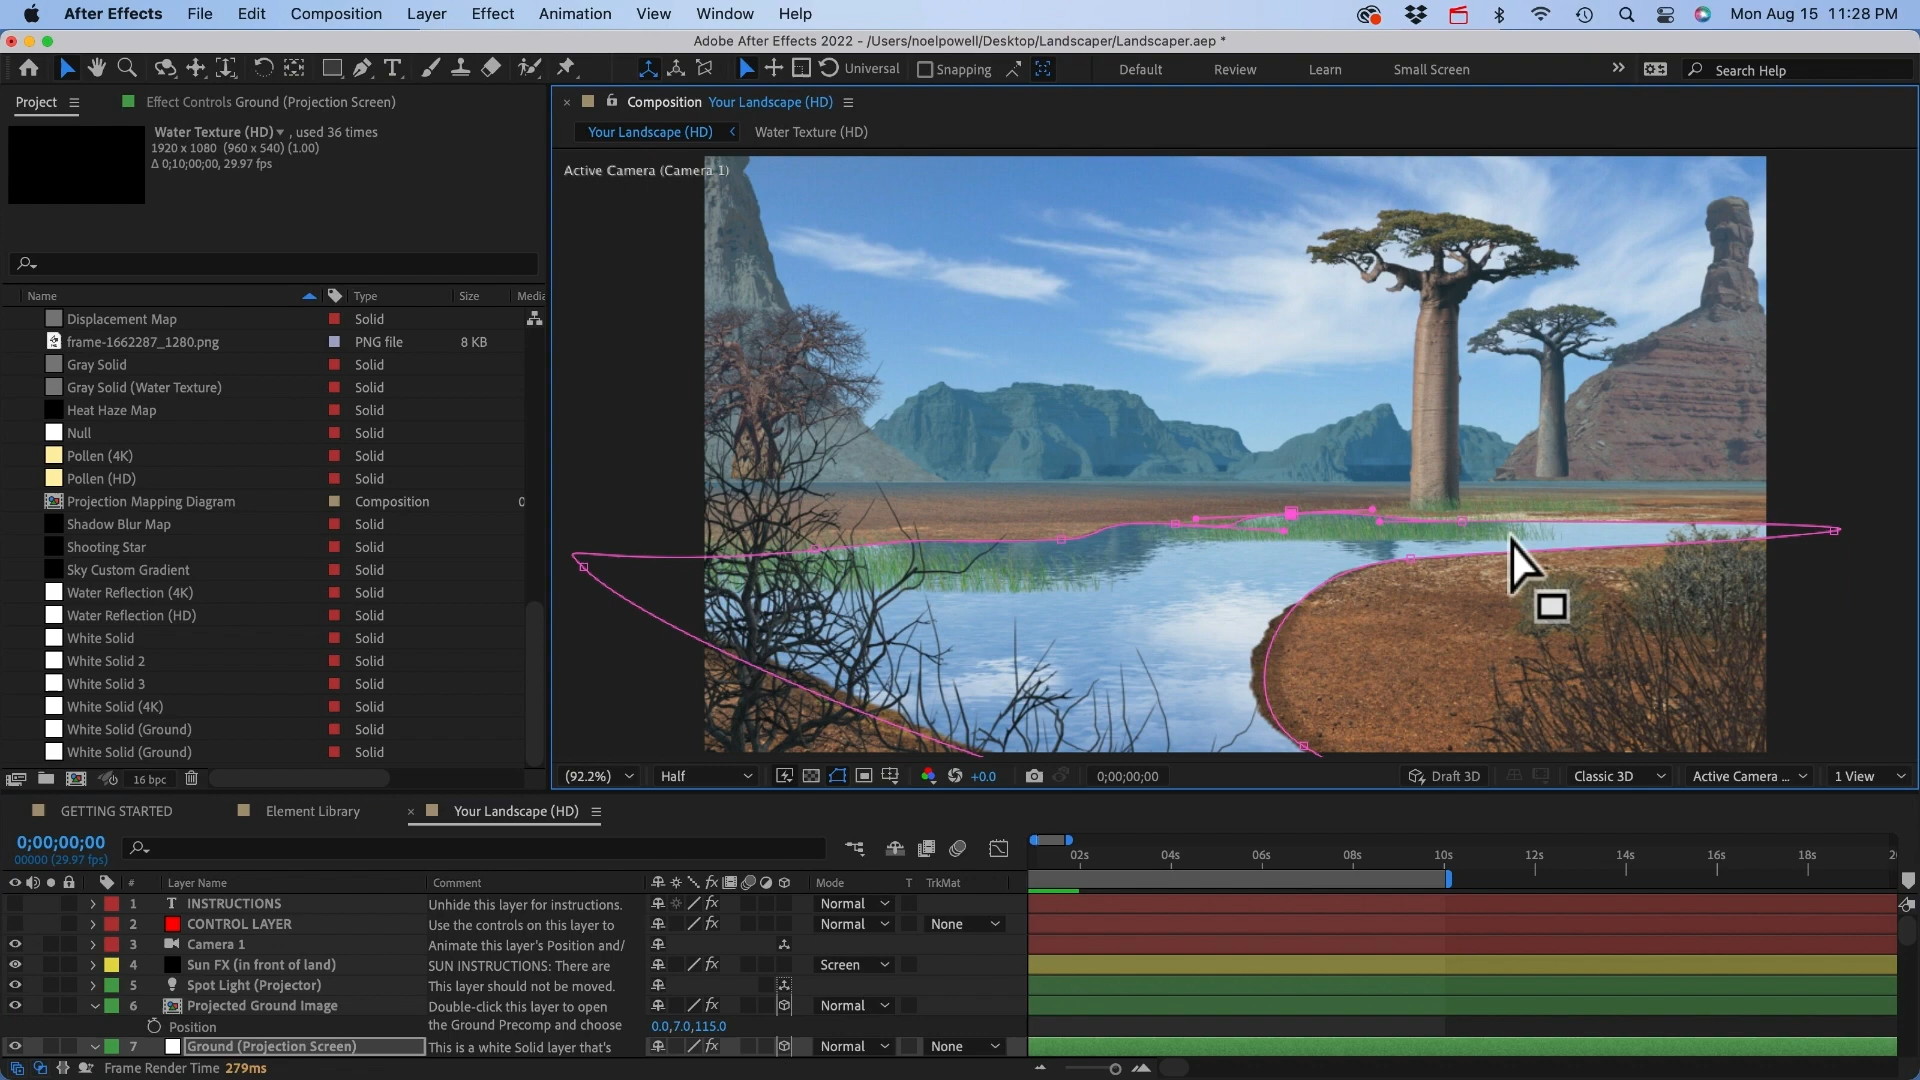 After Effects File Edit Composition Layer Effect Animation View Window Help Mon Aug 15 11:28 PM
Adobe After Effects 2022 - /Users/noelpowell/Desktop/Landscaper/Landscaper.aep *
Universal Snapping Default Review Learn Small Screen Search Help
Project Effect Controls Ground (Projection Screen)
Composition Your Landscape (HD)
Water Texture (HD) , used 36 times
1920 x 1080 (960 x 540) (1.00)
Δ 0;10;00;00, 29.97 fps
Your Landscape (HD) Water Texture (HD)
Active Camera (Camera 1)
Name Type Size Media
Displacement Map Solid
frame-1662287_1280.png PNG file 8 KB
Gray Solid Solid
Gray Solid (Water Texture) Solid
Heat Haze Map Solid
Null Solid
Pollen (4K) Solid
Pollen (HD) Solid
Projection Mapping Diagram Composition 0
Shadow Blur Map Solid
Shooting Star Solid
Sky Custom Gradient Solid
Water Reflection (4K) Solid
Water Reflection (HD) Solid
White Solid Solid
White Solid 2 Solid
White Solid 3 Solid
White Solid (4K) Solid
White Solid (Ground) Solid
White Solid (Ground) Solid
16 bpc
(92.2%) Half +0.0 0;00;00;00 Draft 3D Classic 3D Active Camera ... 1 View
GETTING STARTED Element Library Your Landscape (HD)
0;00;00;00
00000 (29.97 fps)
02s 04s 06s 08s 10s 12s 14s 16s 18s 20
# Layer Name Comment fx Mode T TrkMat
1 T INSTRUCTIONS Unhide this layer for instructions. fx Normal
2 CONTROL LAYER Use the controls on this layer to fx Normal None
3 Camera 1 Animate this layer's Position and/
4 Sun FX (in front of land) SUN INSTRUCTIONS: There are fx Screen
5 Spot Light (Projector) This layer should not be moved.
6 Projected Ground Image Double-click this layer to open fx Normal
Position the Ground Precomp and choose 0.0,7.0,115.0
7 Ground (Projection Screen) This is a white Solid layer that's fx Normal None
Frame Render Time 279ms